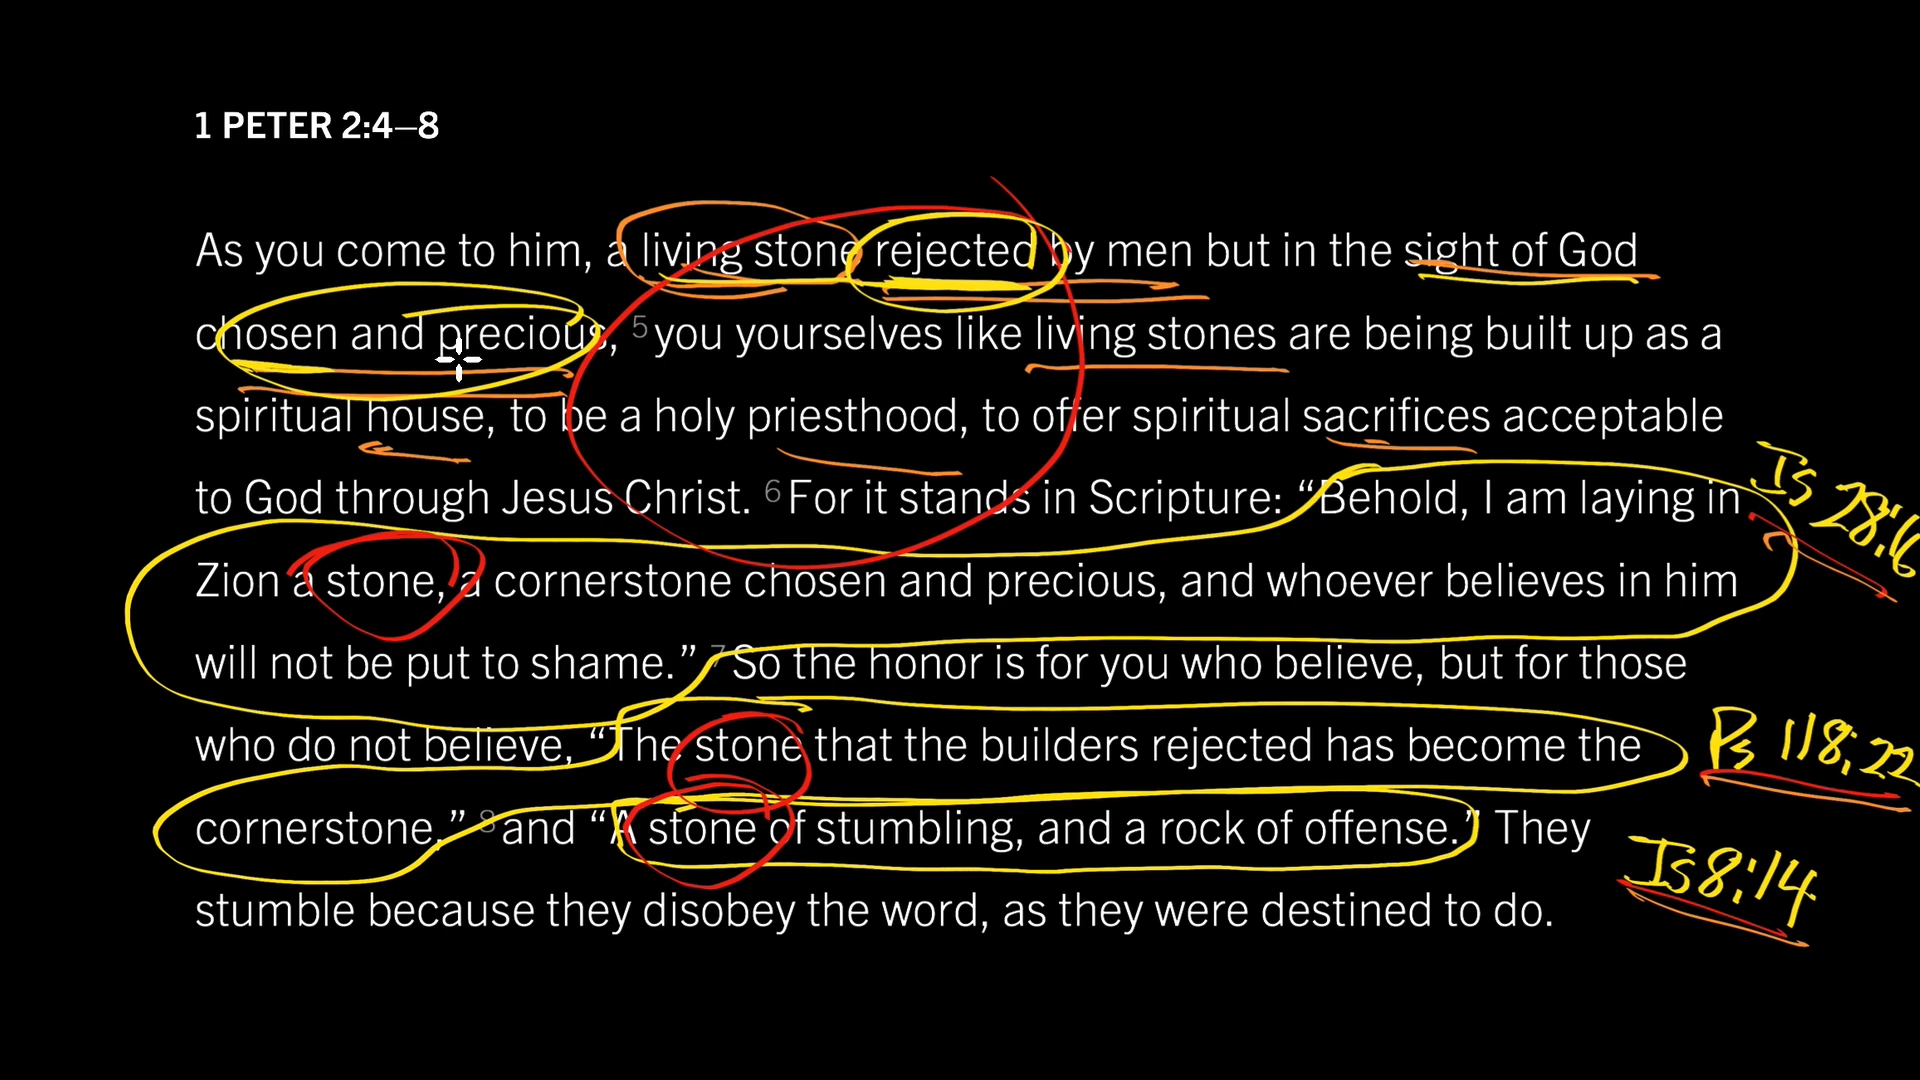 1 PETER 2:4–8
As you come to him, a living stone rejected by men but in the sight of God
chosen and precious, 5 you yourselves like living stones are being built up as a
spiritual house, to be a holy priesthood, to offer spiritual sacrifices acceptable
to God through Jesus Christ. 6 For it stands in Scripture: “Behold, I am laying in
Is 28:16
Zion a stone, a cornerstone chosen and precious, and whoever believes in him
will not be put to shame.” 7 So the honor is for you who believe, but for those
who do not believe, “The stone that the builders rejected has become the
Ps 118:22
cornerstone,” 8 and “A stone of stumbling, and a rock of offense.” They
Is 8:14
stumble because they disobey the word, as they were destined to do.